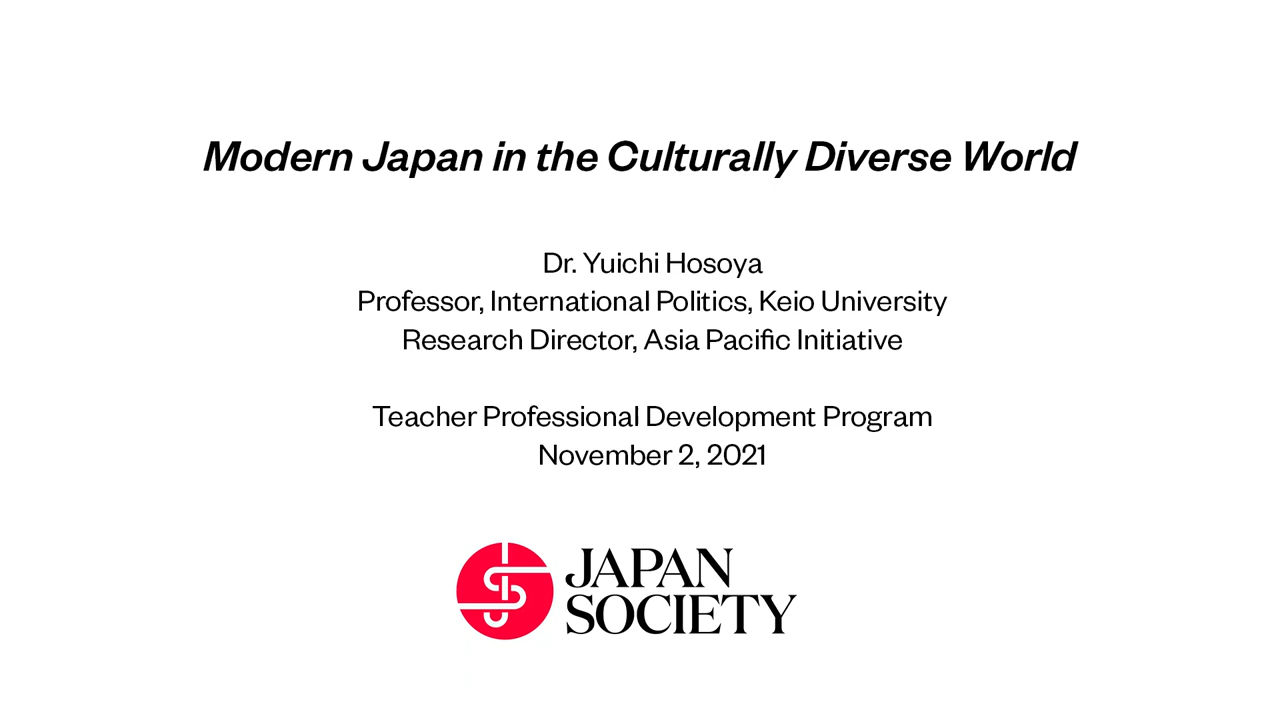 Modern Japan in the Culturally Diverse World
Dr. Yuichi Hosoya
Professor, International Politics, Keio University
Research Director, Asia Pacific Initiative
Teacher Professional Development Program
November 2, 2021
JAPAN
SOCIETY